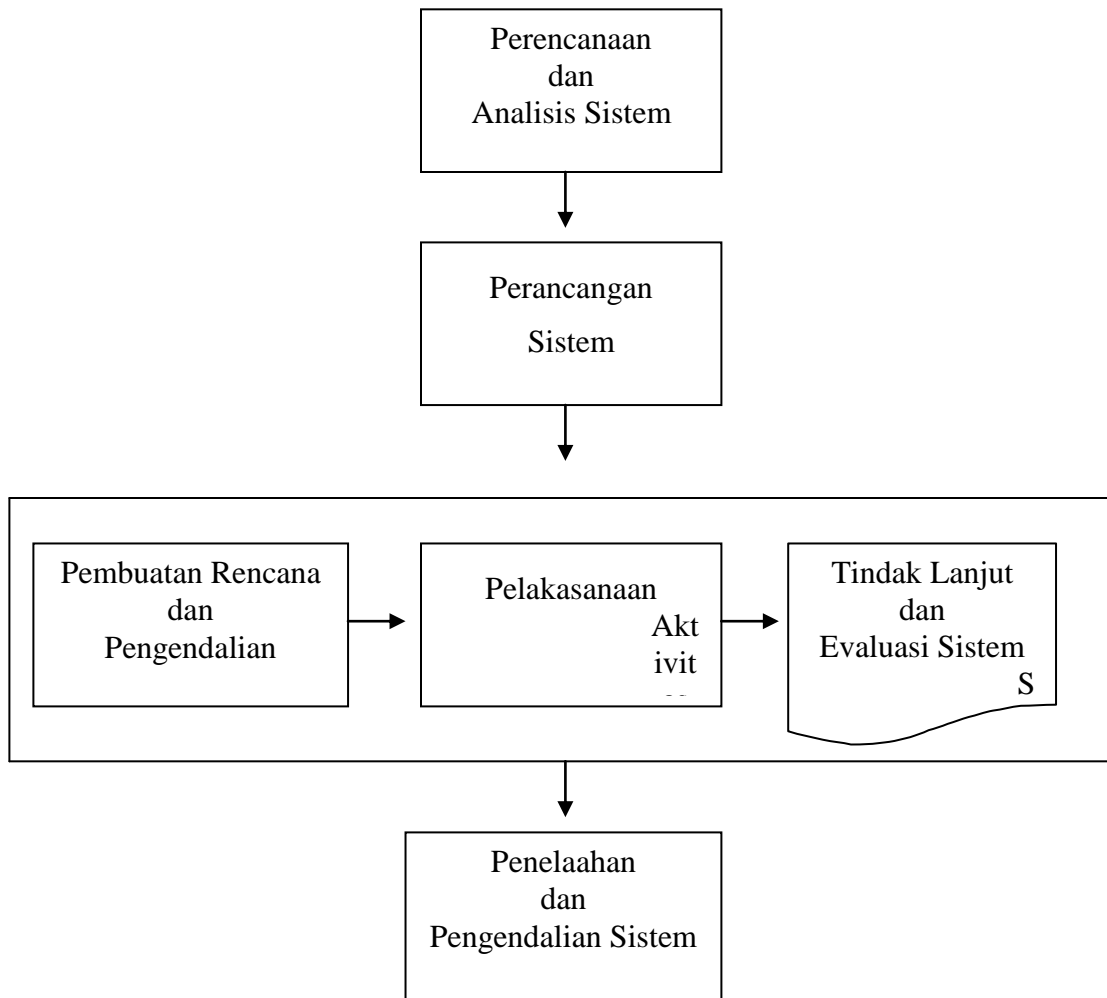 Perencanaan
dan
Analisis Sistem
Perancangan
Sistem
Pembuatan Rencana
dan
Pengendalian
Pelakasanaan
Akt
ivit
Tindak Lanjut
dan
Evaluasi Sistem
S
Penelaahan
dan
Pengendalian Sistem